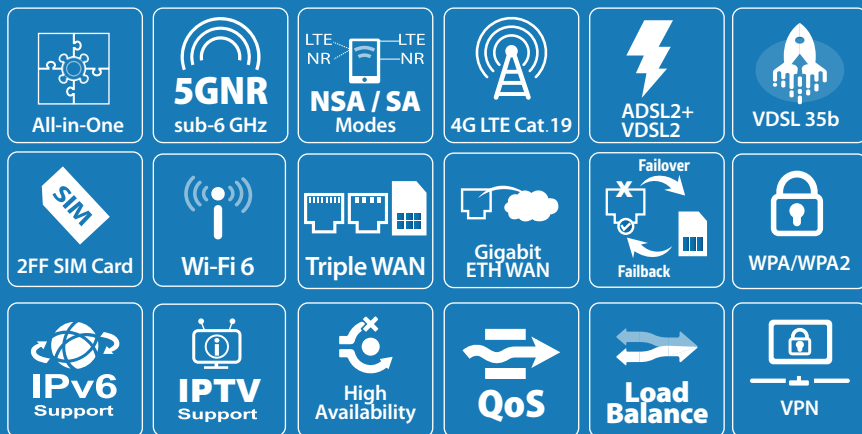 All-in-One
5GNR
sub-6 GHz
LTE
NR
LTE
NR
NSA / SA
Modes
4G LTE Cat.19
ADSL2+
VDSL2
VDSL 35b
SIM
2FF SIM Card
Wi-Fi 6
Triple WAN
Gigabit
ETH WAN
Failover
X
Failback
WPA/WPA2
IPv6
Support
i
IPTV
Support
High
Availability
QoS
Load
Balance
VPN